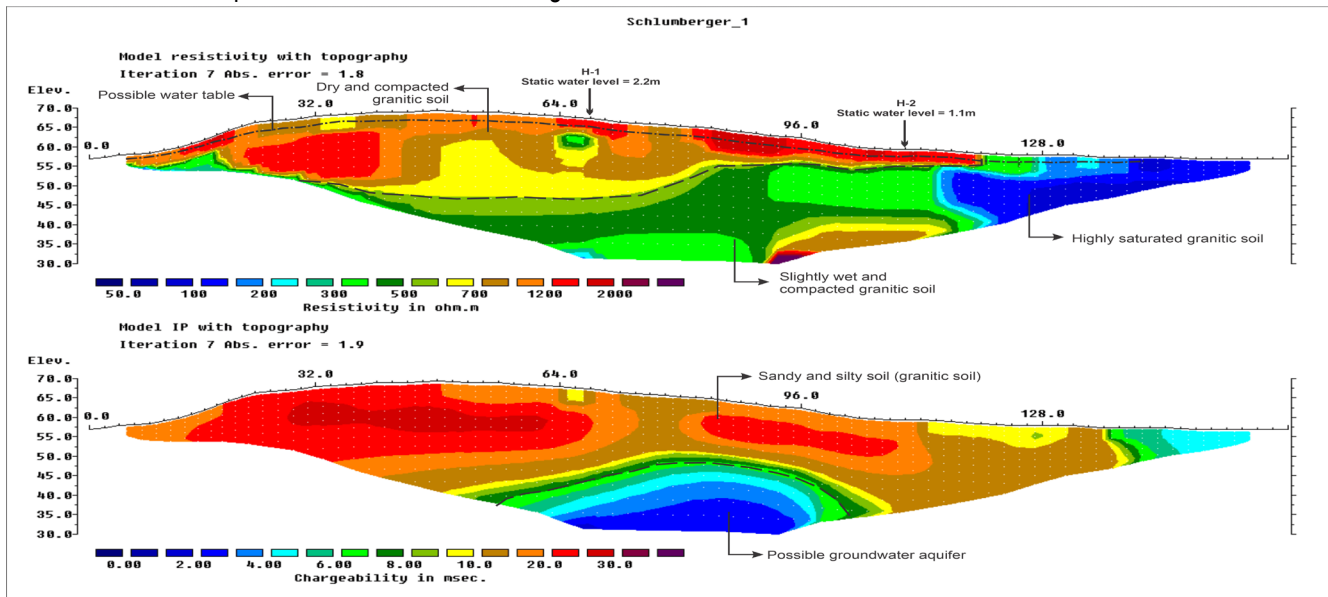 Schlumberger_1
Model resistivity with topography
Iteration 7 Abs. error = 1.8
H-1
Static water level = 2.2m
Elev.
Possible water table
Dry and compacted
granitic soil
H-2
Static water level = 1.1m
70.0
65.0
60.0
55.0
50.0
45.0
40.0
35.0
30.0
0.0
32.0
64.0
96.0
128.0
Highly saturated granitic soil
Slightly wet and
compacted granitic soil
50.0 100 200 300 500 700 1200 2000
Resistivity in ohm.m
Model IP with topography
Iteration 7 Abs. error = 1.9
Elev.
70.0
65.0
60.0
55.0
50.0
45.0
40.0
35.0
30.0
0.0
32.0
64.0
96.0
128.0
Sandy and silty soil (granitic soil)
Possible groundwater aquifer
0.00 2.00 4.00 6.00 8.00 10.0 20.0 30.0
Chargeability in msec.